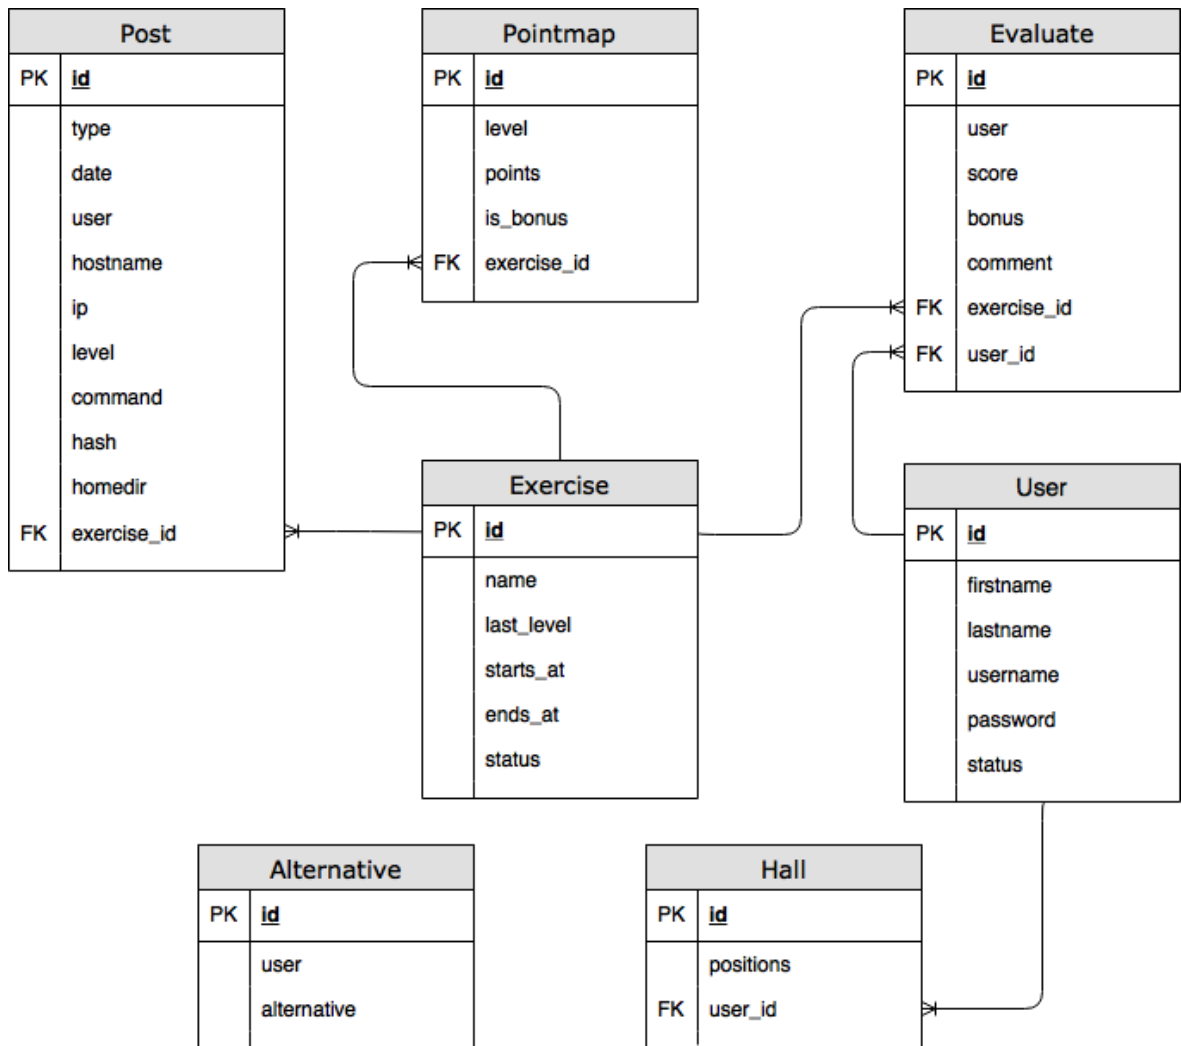 Post
PK id
type
date
user
hostname
ip
level
command
hash
homedir
FK exercise_id
Pointmap
PK id
level
points
is_bonus
FK exercise_id
Evaluate
PK id
user
score
bonus
comment
FK exercise_id
FK user_id
Exercise
PK id
name
last_level
starts_at
ends_at
status
User
PK id
firstname
lastname
username
password
status
Alternative
PK id
user
alternative
Hall
PK id
positions
FK user_id